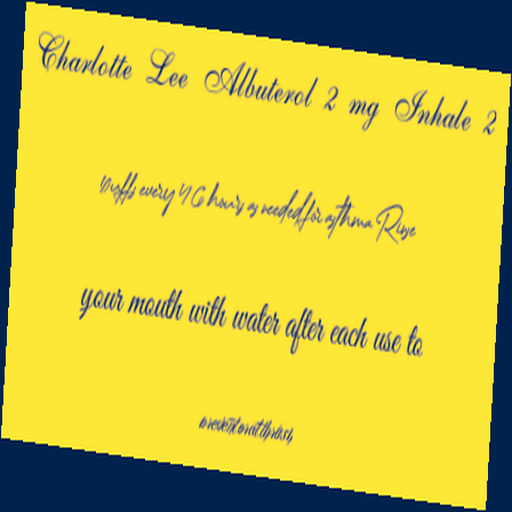 Charlotte Lee Albuterol 2 mg Inhale 2
puffs every 4 6 hours as needed for asthma Rinse
your mouth with water after each use to
prevent oral thrush